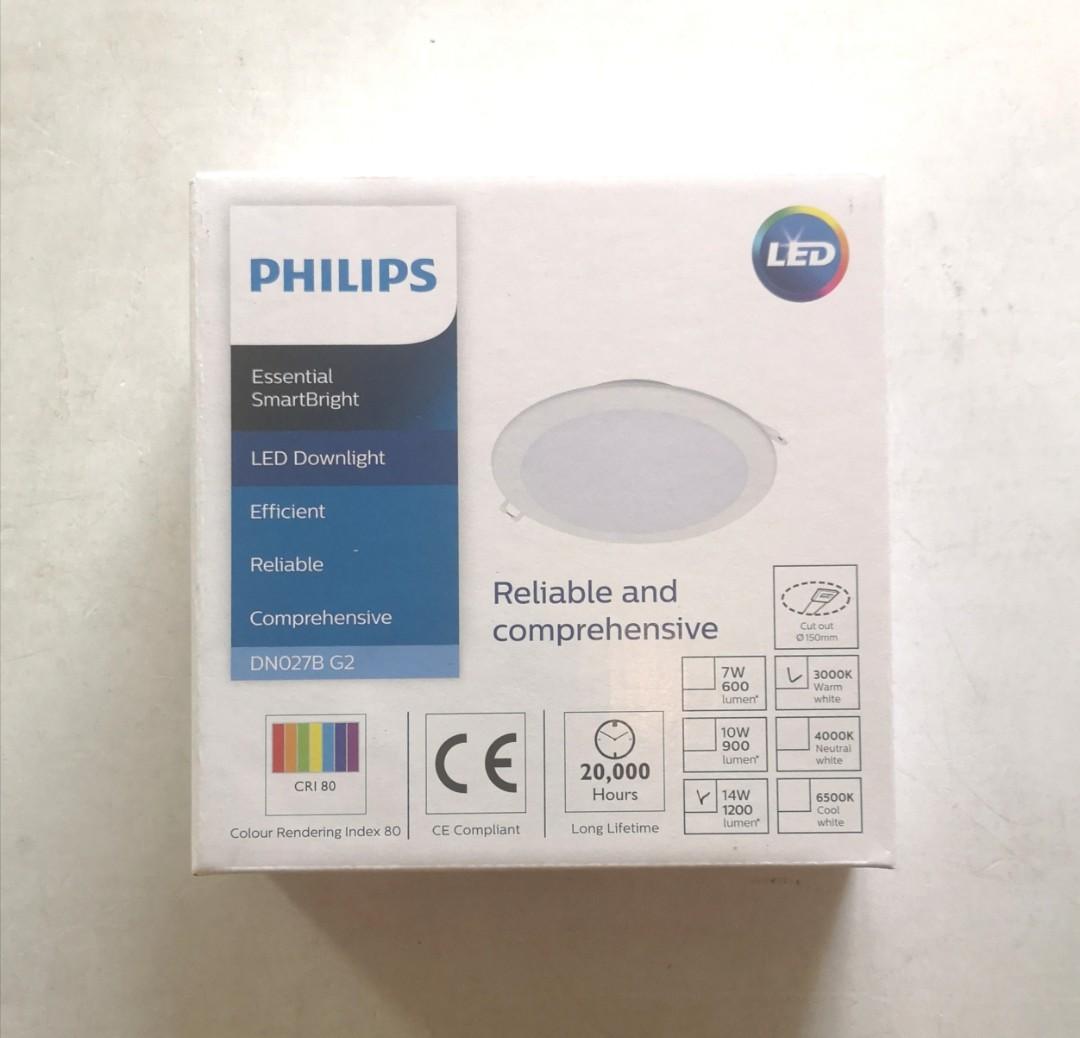 PHILIPS
LED
Essential
SmartBright
LED Downlight
Efficient
Reliable
Comprehensive
DN027B G2
Reliable and
comprehensive
Cut out
Ø150mm
7W
600
lumen*
3000K
Warm
white
10W
900
lumen*
4000K
Neutral
white
14W
1200
lumen*
6500K
Cool
white
CRI 80
Colour Rendering Index 80
CE
CE Compliant
20,000
Hours
Long Lifetime